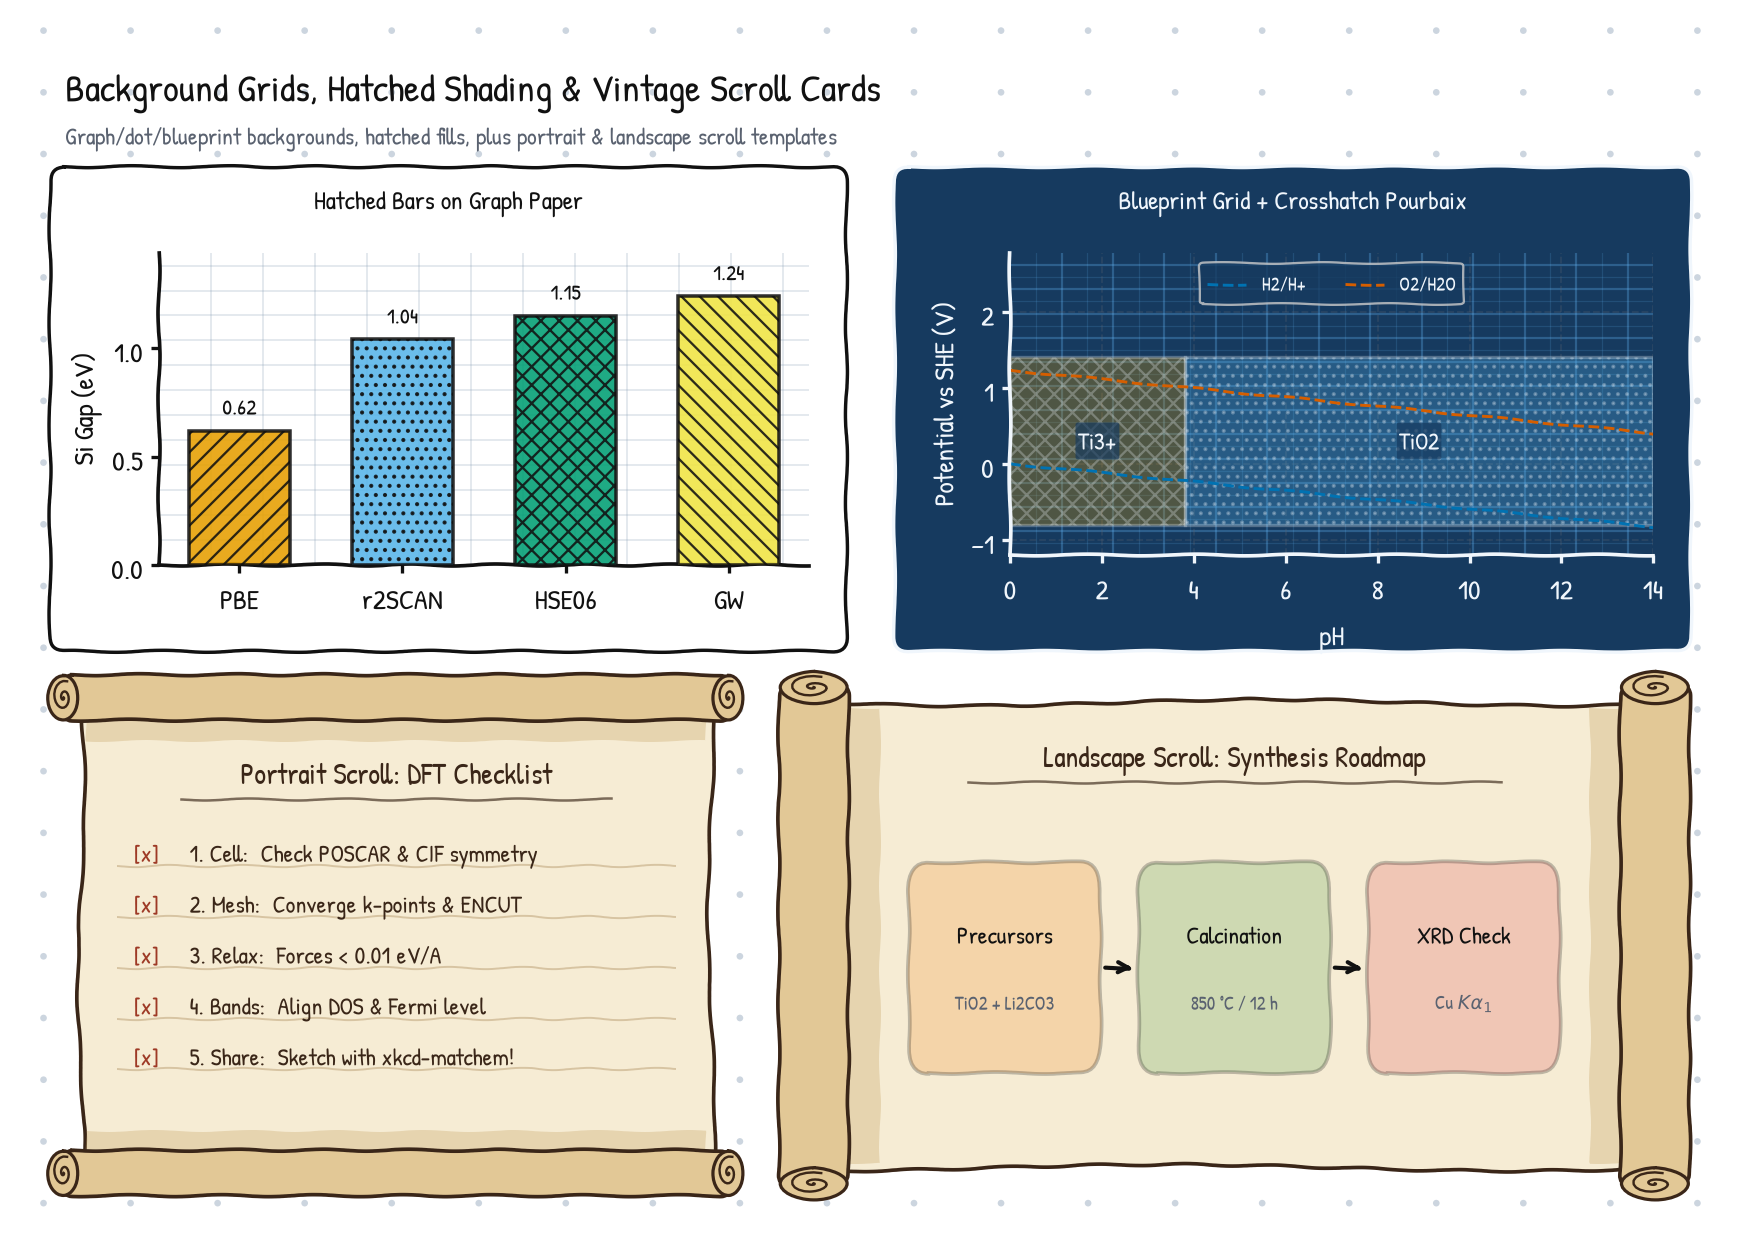 Background Grids, Hatched Shading & Vintage Scroll Cards
Graph/dot/blueprint backgrounds, hatched fills, plus portrait & landscape scroll templates
Hatched Bars on Graph Paper
Si Gap (eV)
1.0
0.5
0.0
0.62
1.04
1.15
1.24
PBE
r2SCAN
HSE06
GW
Blueprint Grid + Crosshatch Pourbaix
Potential vs SHE (V)
H2/H+
O2/H2O
2
1
0
−1
Ti3+
TiO2
0
2
4
6
8
10
12
14
pH
Portrait Scroll: DFT Checklist
[x] 1. Cell: Check POSCAR & CIF symmetry
[x] 2. Mesh: Converge k-points & ENCUT
[x] 3. Relax: Forces < 0.01 eV/A
[x] 4. Bands: Align DOS & Fermi level
[x] 5. Share: Sketch with xkcd-matchem!
Landscape Scroll: Synthesis Roadmap
Precursors
TiO2 + Li2CO3
Calcination
850 °C / 12 h
XRD Check
Cu Kα₁